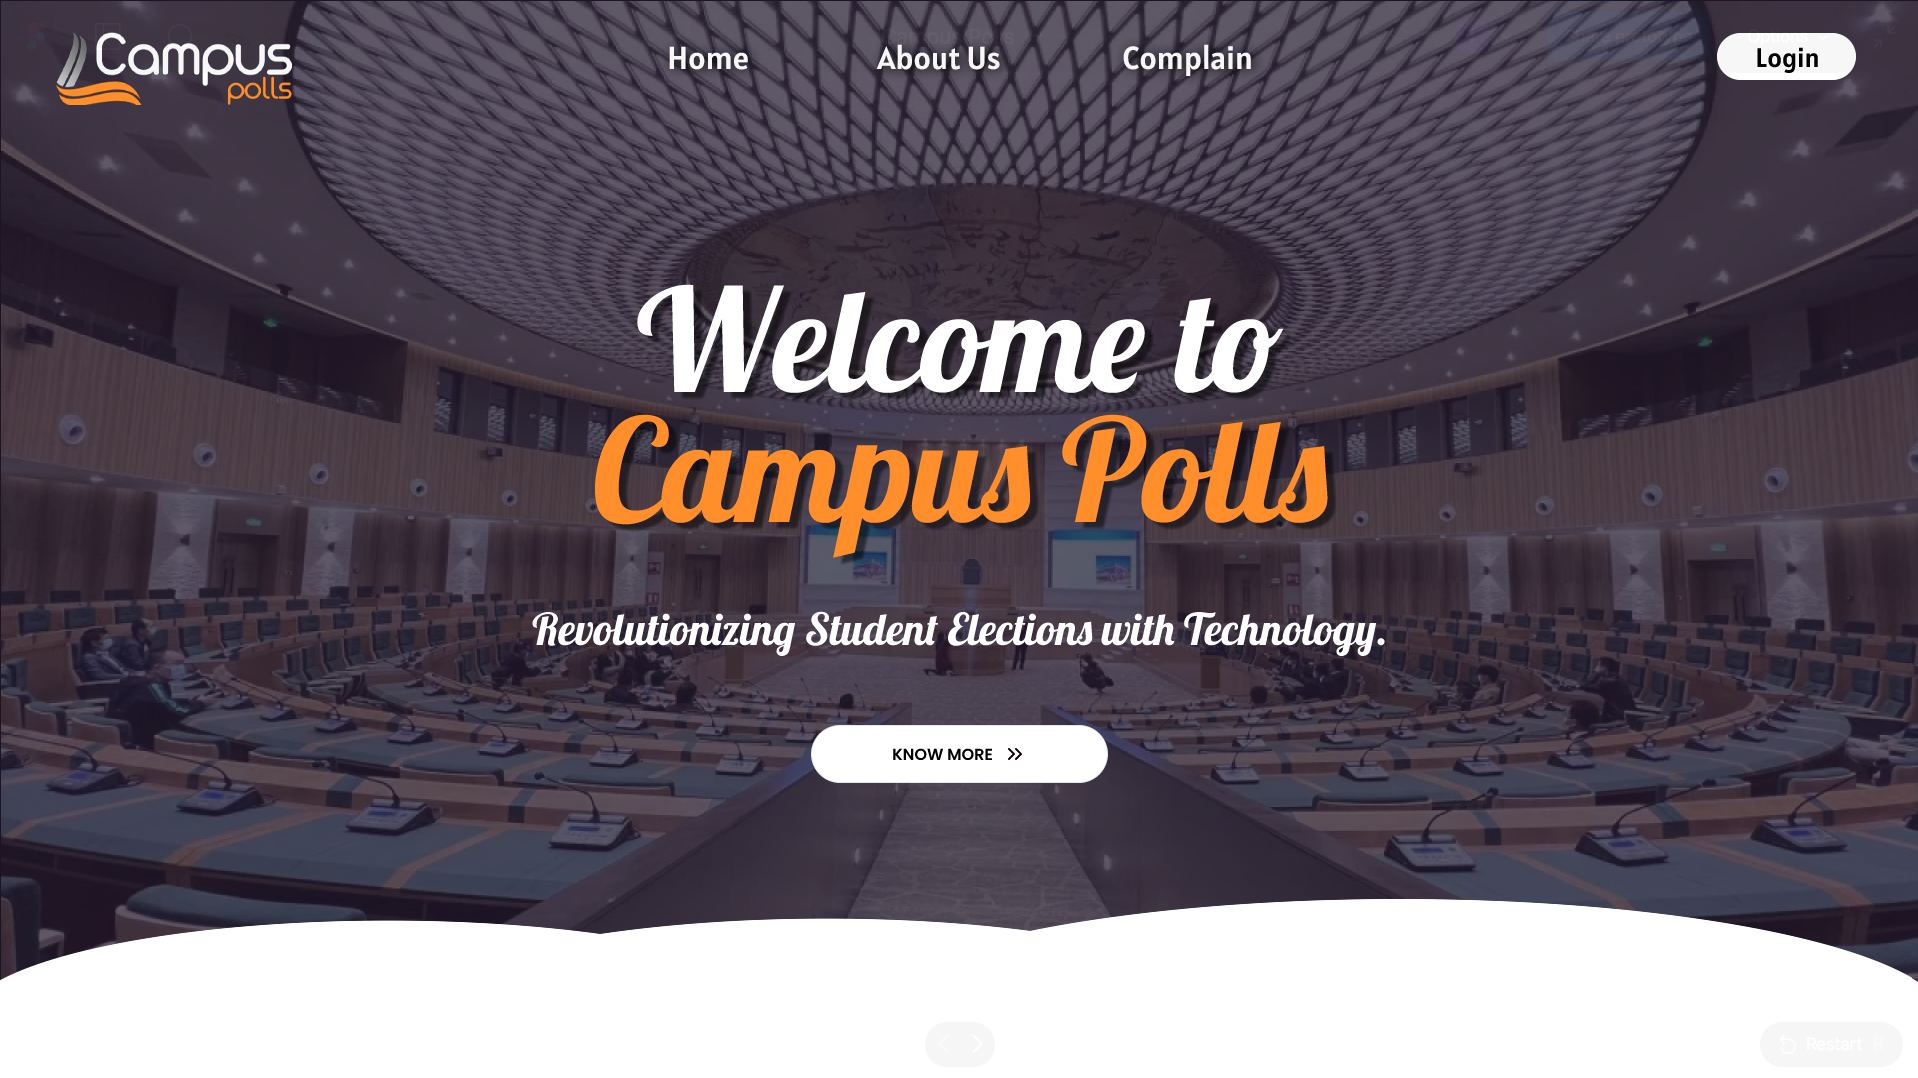 Campus
polls
Home
About Us
Complain
Login
Welcome to
Campus Polls
Revolutionizing Student Elections with Technology.
KNOW MORE
Restart R